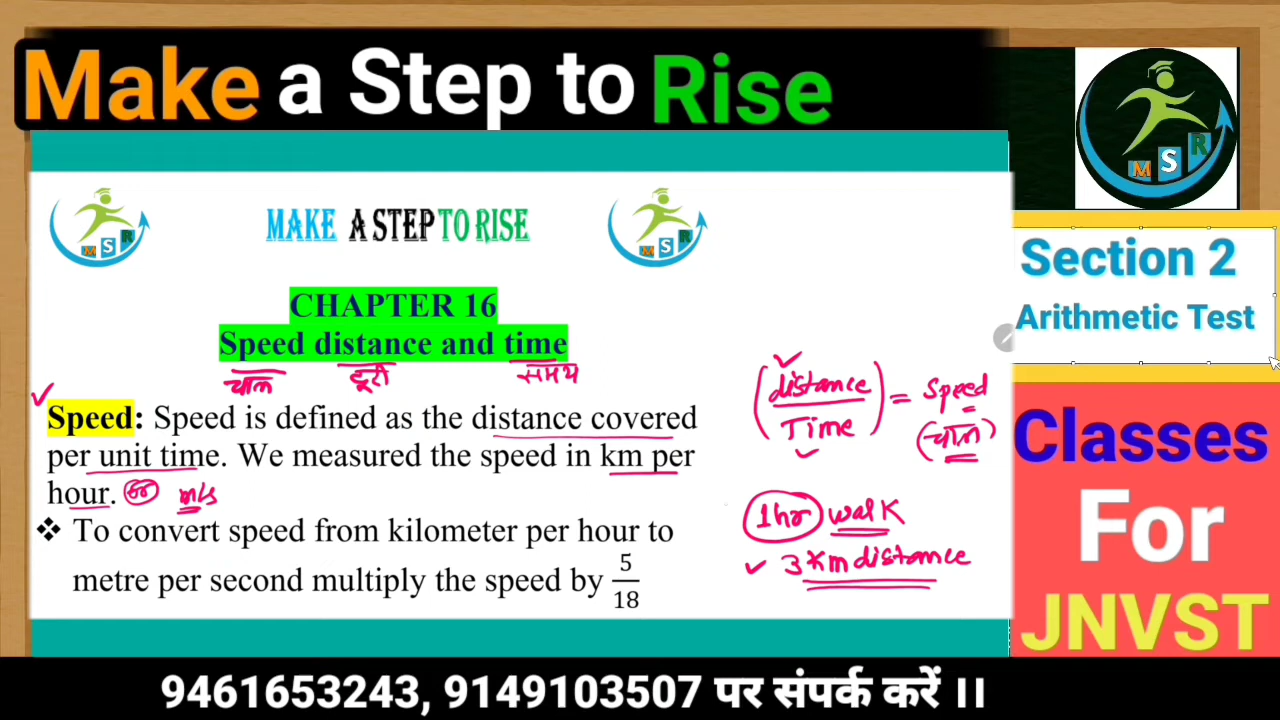 Make a Step to Rise
M S R
M S R
MAKE A STEP TO RISE
M S R
CHAPTER 16
Speed distance and time
चाल दूरी समय
Speed: Speed is defined as the distance covered
per unit time. We measured the speed in km per
hour. or m/s
❖ To convert speed from kilometer per hour to
metre per second multiply the speed by 5/18
(distance/Time) = Speed
(चाल)
1hr walk
3 km distance
Section 2
Arithmetic Test
Classes
For
JNVST
9461653243, 9149103507 पर संपर्क करें ।।